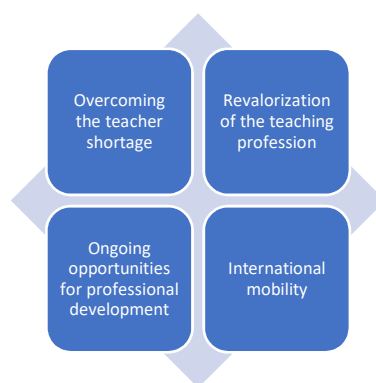 Overcoming
the teacher
shortage
Revalorization
of the teaching
profession
Ongoing
opportunities
for professional
development
International
mobility